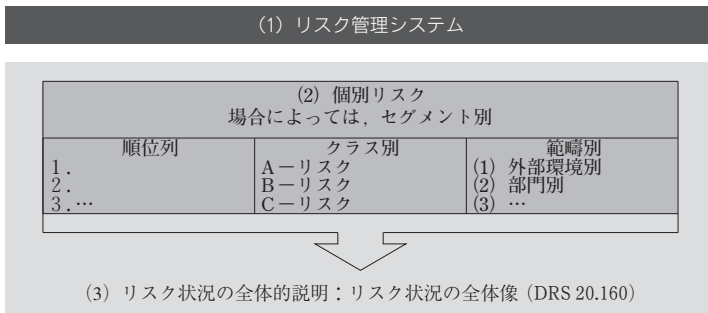 (1) リスク管理システム
(2) 個別リスク
場合によっては，セグメント別
順位列
1.
2.
3.…
クラス別
A－リスク
B－リスク
C－リスク
範疇別
(1) 外部環境別
(2) 部門別
(3) …
(3) リスク状況の全体的説明：リスク状況の全体像 (DRS 20.160)